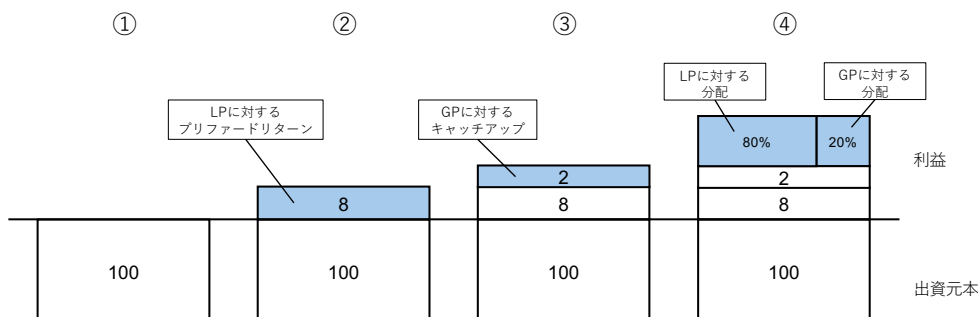 ①
②
③
④
LPに対する
プリファードリターン
GPに対する
キャッチアップ
LPに対する
分配
GPに対する
分配
80%
20%
利益
8
2
8
2
8
100
100
100
100
出資元本